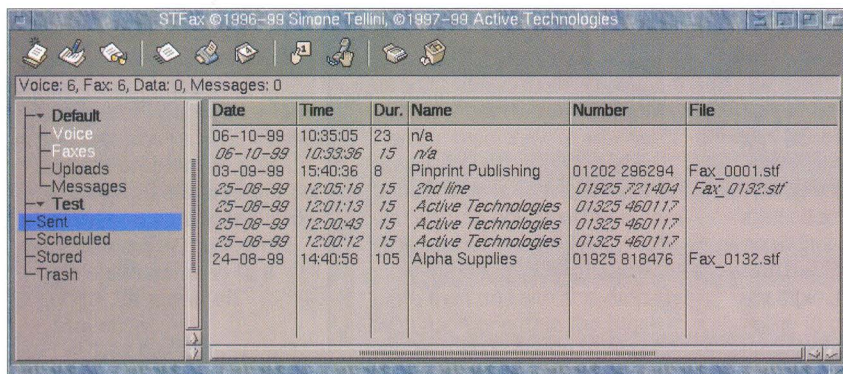 STFax ©1996-99 Simone Tellini, ©1997-99 Active Technologies
Voice: 6, Fax: 6, Data: 0, Messages: 0
Default
Voice
Faxes
Uploads
Messages
Test
Sent
Scheduled
Stored
Trash
Date Time Dur. Name Number File
06-10-99 10:35:05 23 n/a
06-10-99 10:33:36 15 n/a
03-09-99 15:40:36 8 Pinprint Publishing 01202 296294 Fax_0001.stf
25-08-99 12:05:18 15 2nd line 01925 721404 Fax_0132.stf
25-08-99 12:01:13 15 Active Technologies 01325 460117
25-08-99 12:00:43 15 Active Technologies 01325 460117
25-08-99 12:00:12 15 Active Technologies 01325 460117
24-08-99 14:40:58 105 Alpha Supplies 01925 818476 Fax_0132.stf